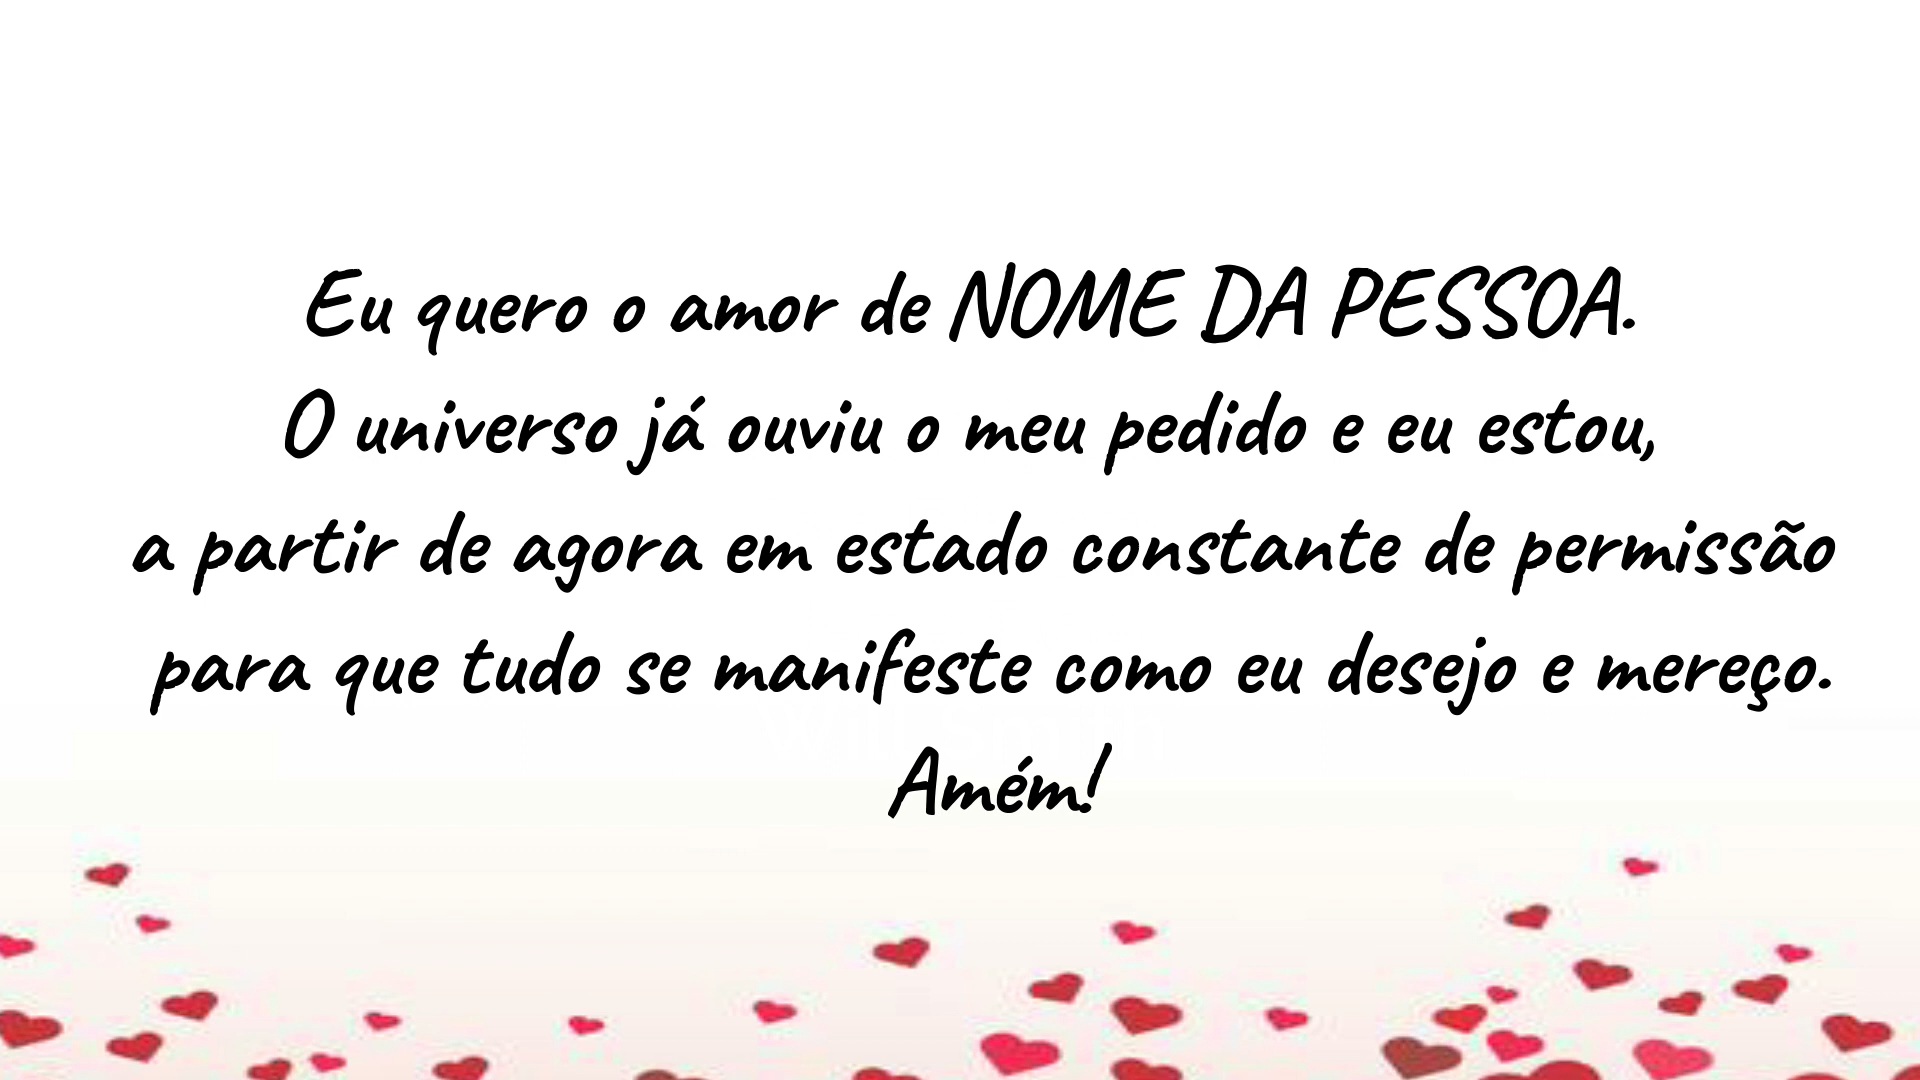 Eu quero o amor de NOME DA PESSOA.
O universo já ouviu o meu pedido e eu estou,
a partir de agora em estado constante de permissão
para que tudo se manifeste como eu desejo e mereço.
Amém!